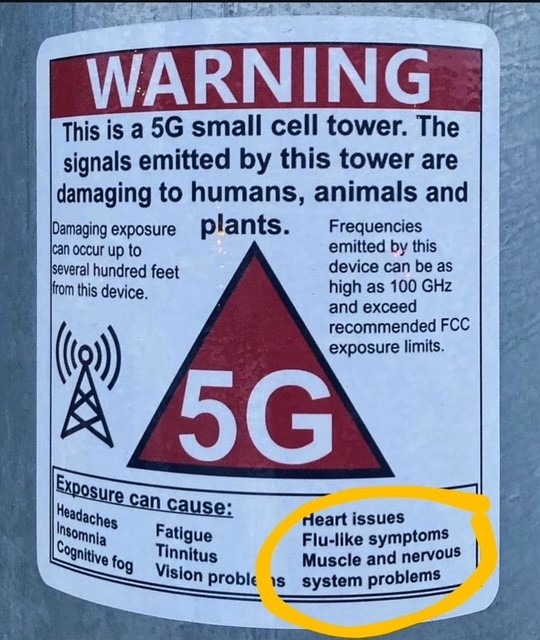 WARNING
This is a 5G small cell tower. The
signals emitted by this tower are
damaging to humans, animals and
plants.
Damaging exposure
can occur up to
several hundred feet
from this device.
Frequencies
emitted by this
device can be as
high as 100 GHz
and exceed
recommended FCC
exposure limits.
5G
Exposure can cause:
Headaches
Insomnia
Cognitive fog
Fatigue
Tinnitus
Vision problems
Heart issues
Flu-like symptoms
Muscle and nervous
system problems